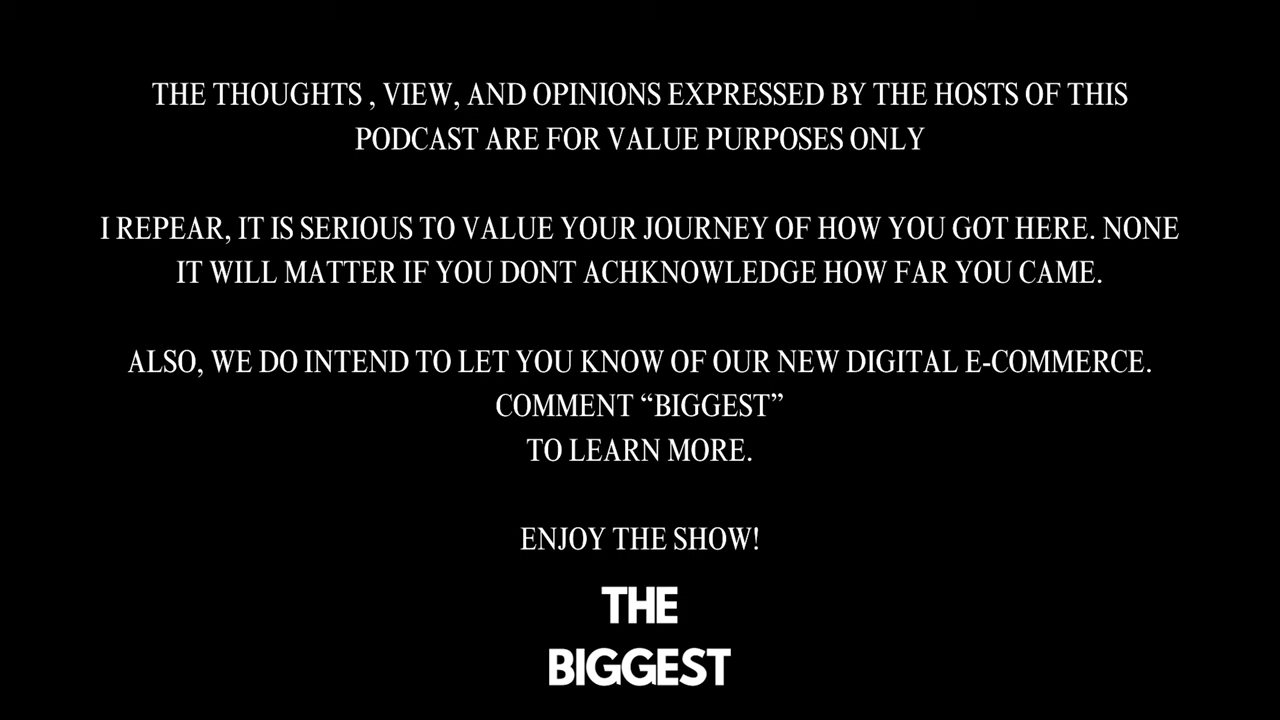 THE THOUGHTS , VIEW, AND OPINIONS EXPRESSED BY THE HOSTS OF THIS
PODCAST ARE FOR VALUE PURPOSES ONLY
I REPEAR, IT IS SERIOUS TO VALUE YOUR JOURNEY OF HOW YOU GOT HERE. NONE
IT WILL MATTER IF YOU DONT ACHKNOWLEDGE HOW FAR YOU CAME.
ALSO, WE DO INTEND TO LET YOU KNOW OF OUR NEW DIGITAL E-COMMERCE.
COMMENT “BIGGEST”
TO LEARN MORE.
ENJOY THE SHOW!
THE
BIGGEST